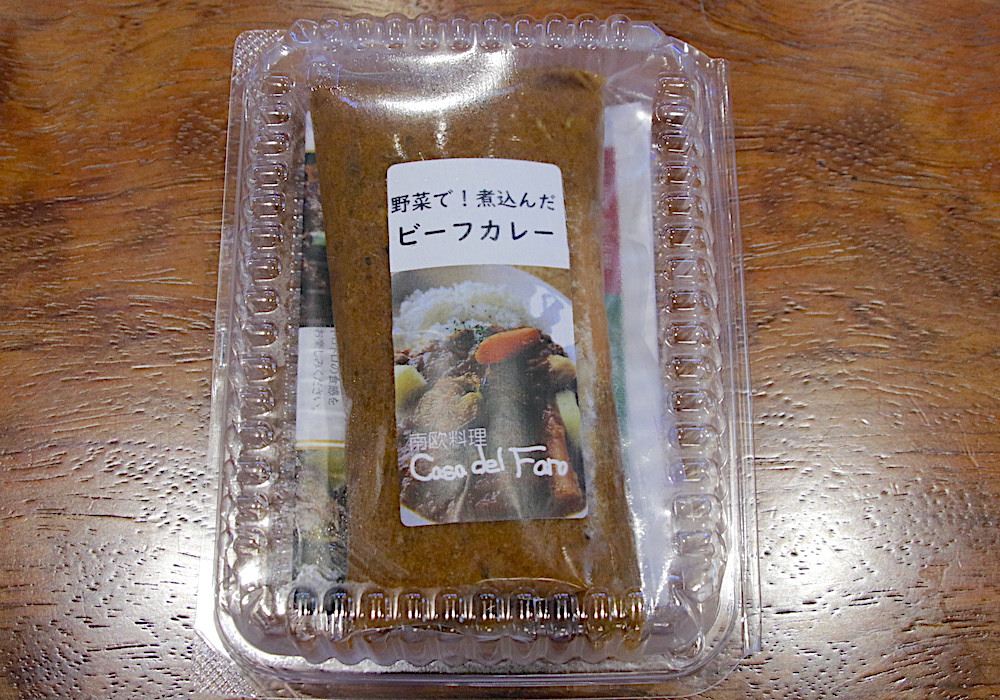 野菜で！煮込んだ
ビーフカレー
南欧料理
Casa del Faro